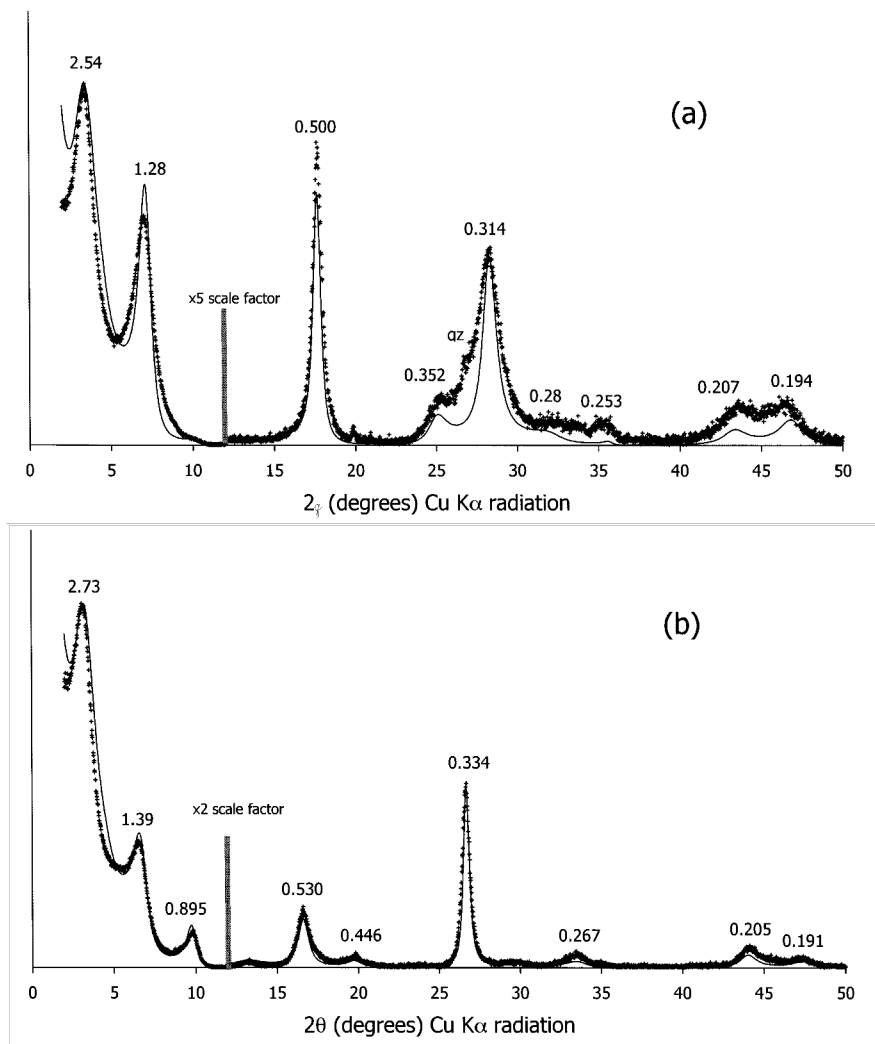 2.54
(a)
0.500
1.28
0.314
x5 scale factor
qz
0.352
0.28
0.253
0.207
0.194
0 5 10 15 20 25 30 35 40 45 50
2 (degrees) Cu Kα radiation
2.73
(b)
0.334
x2 scale factor
1.39
0.895
0.530
0.446
0.267
0.205
0.191
0 5 10 15 20 25 30 35 40 45 50
2θ (degrees) Cu Kα radiation